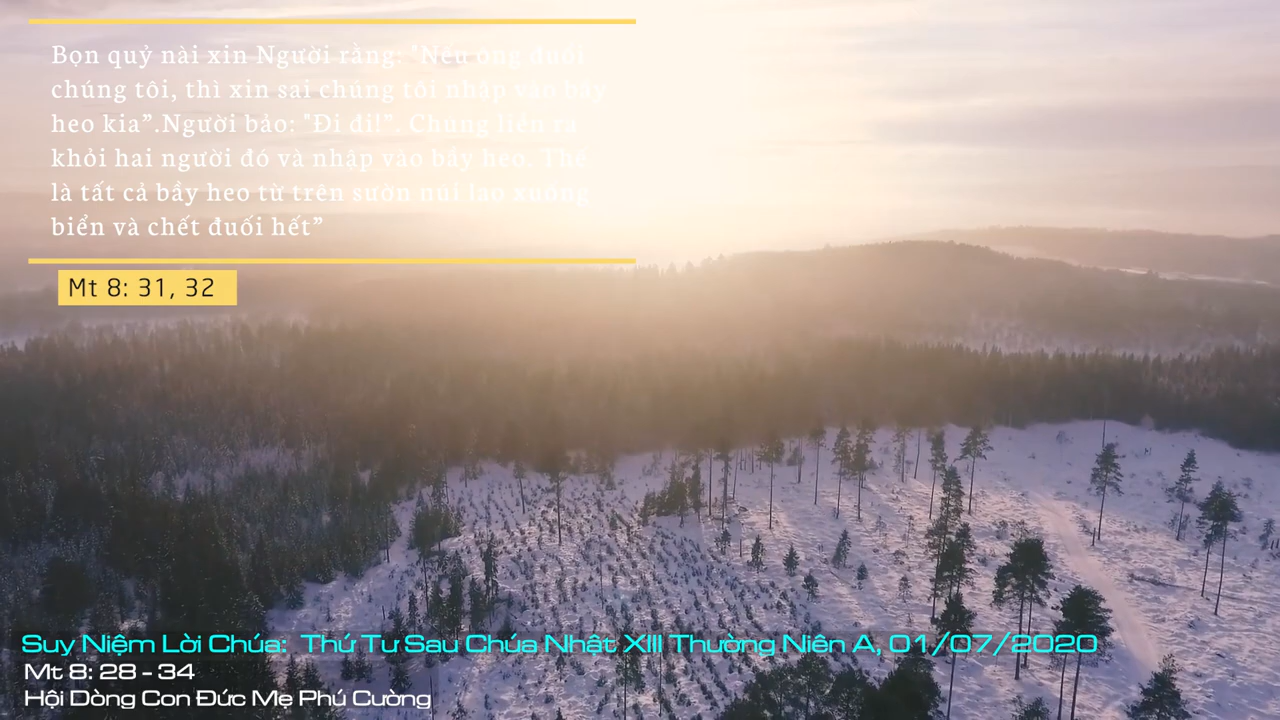 Bọn quỷ nài xin Người rằng: "Nếu ông đuổi
chúng tôi, thì xin sai chúng tôi nhập vào bầy
heo kia”.Người bảo: "Đi đi!”. Chúng liền ra
khỏi hai người đó và nhập vào bầy heo. Thế
là tất cả bầy heo từ trên sườn núi lao xuống
biển và chết đuối hết”
Mt 8: 31, 32
Suy Niệm Lời Chúa: Thứ Tư Sau Chúa Nhật XIII Thường Niên A, 01/07/2020
Mt 8: 28 - 34
Hội Dòng Con Đức Mẹ Phú Cường